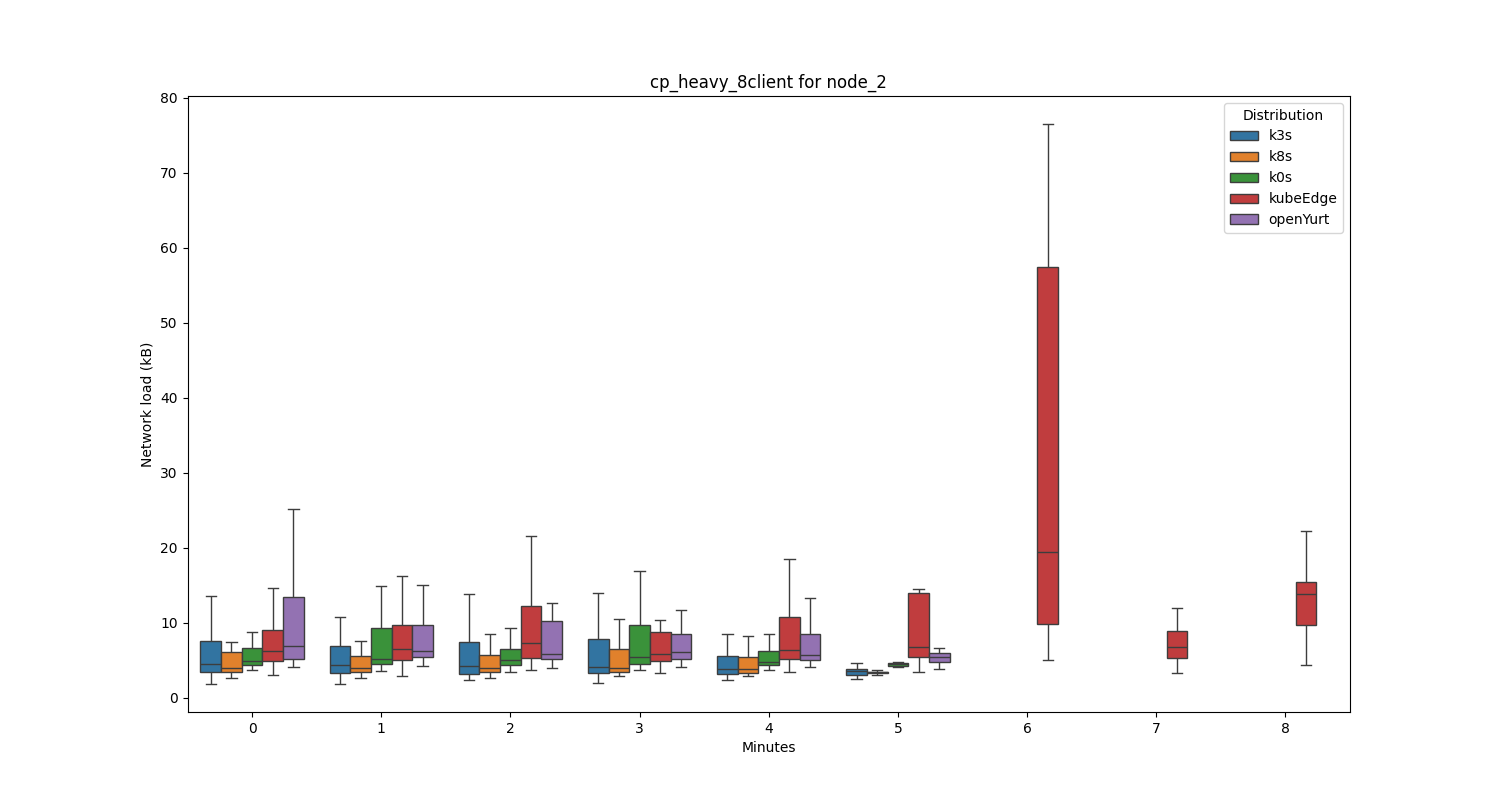 cp_heavy_8client for node_2
Network load (kB)
80
70
60
50
40
30
20
10
0
Distribution
k3s
k8s
k0s
kubeEdge
openYurt
0 1 2 3 4 5 6 7 8
Minutes